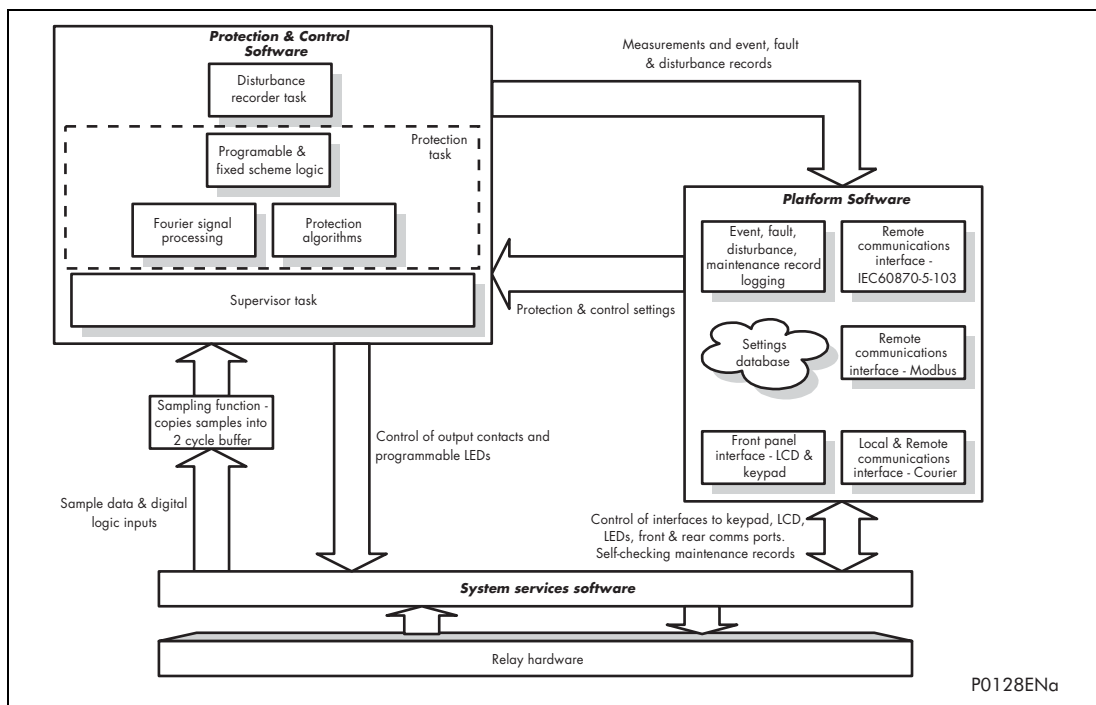 Protection & Control
Software
Disturbance
recorder task
Protection
task
Programable &
fixed scheme logic
Fourier signal
processing
Protection
algorithms
Supervisor task
Measurements and event, fault
& disturbance records
Platform Software
Event, fault,
disturbance,
maintenance record
logging
Remote
communications
interface -
IEC60870-5-103
Protection & control settings
Settings
database
Remote
communications
interface - Modbus
Front panel
interface - LCD &
keypad
Local & Remote
communications
interface - Courier
Sampling function -
copies samples into
2 cycle buffer
Control of output contacts and
programmable LEDs
Sample data & digital
logic inputs
Control of interfaces to keypad, LCD,
LEDs, front & rear comms ports.
Self-checking maintenance records
System services software
Relay hardware
P0128ENa